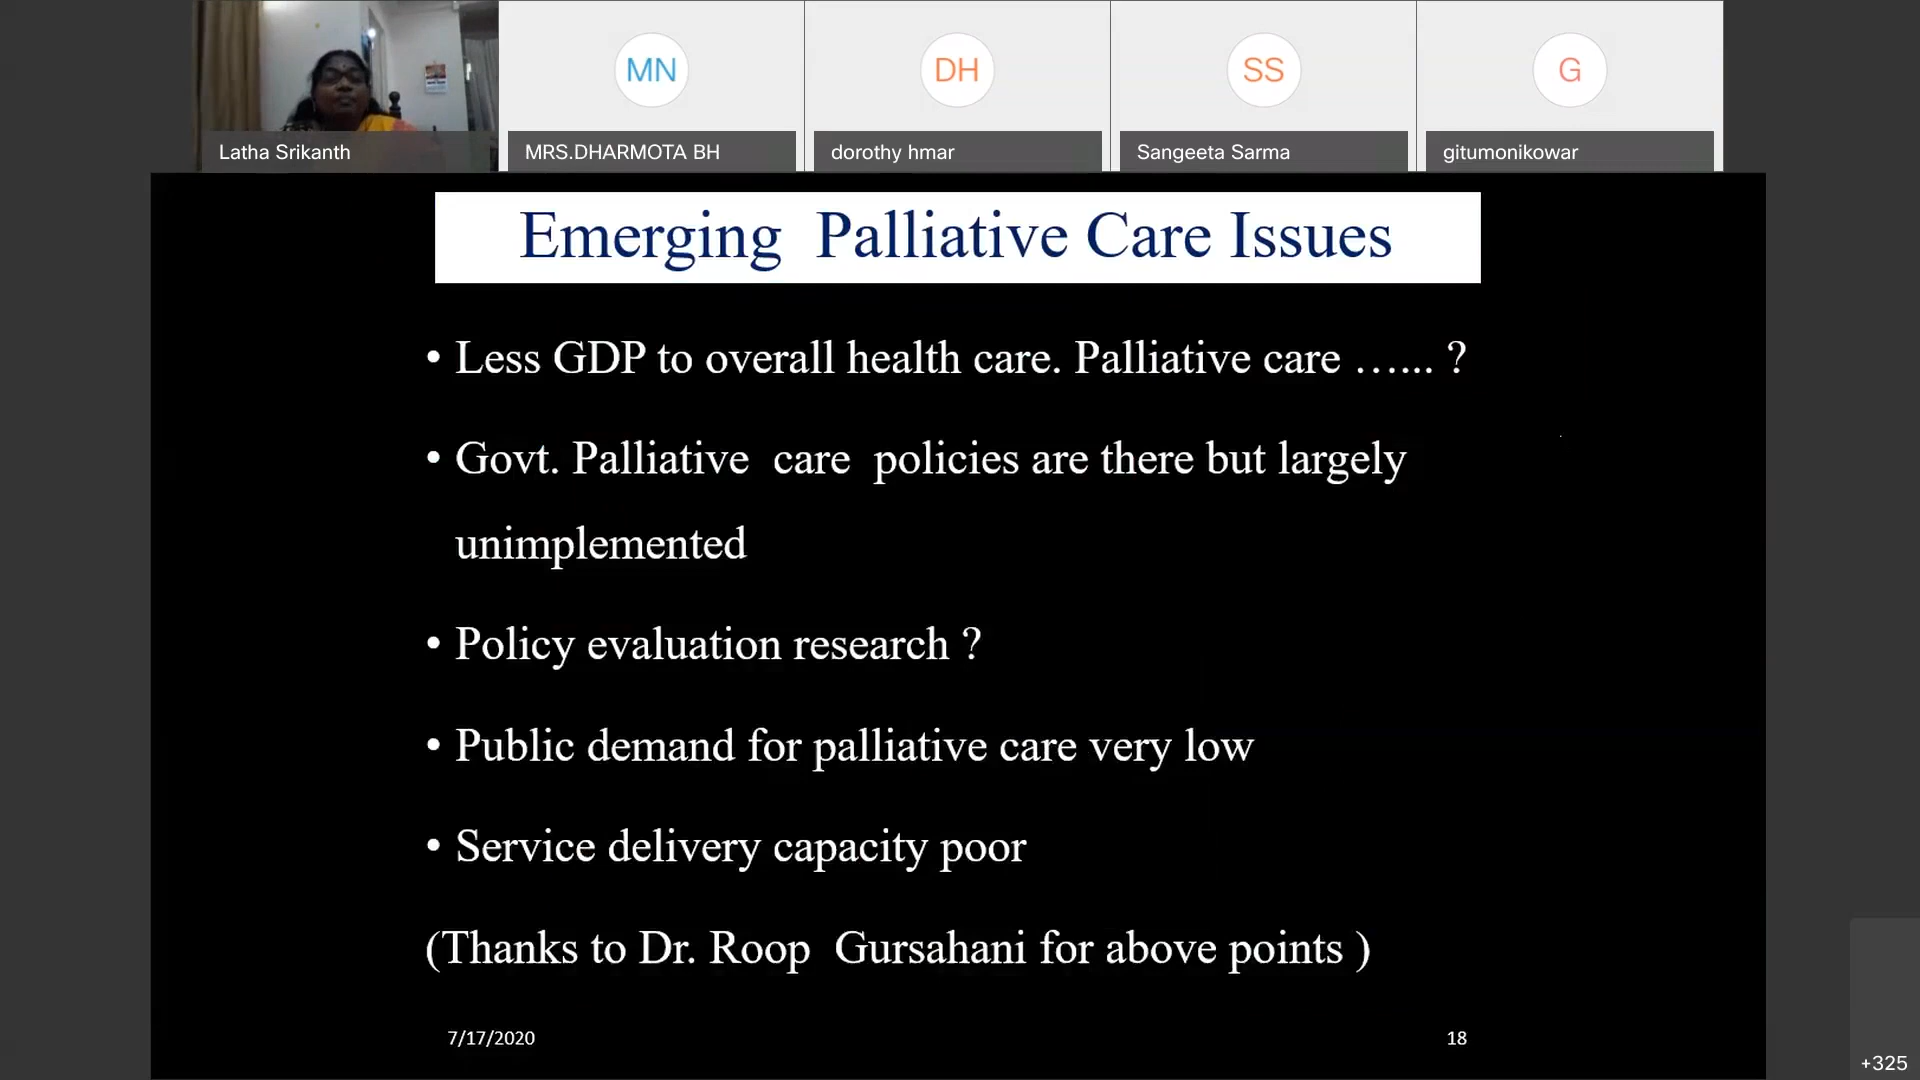 MN
DH
SS
G
Latha Srikanth
MRS.DHARMOTA BH
dorothy hmar
Sangeeta Sarma
gitumonikowar
Emerging Palliative Care Issues
• Less GDP to overall health care. Palliative care …... ?
• Govt. Palliative care policies are there but largely
unimplemented
• Policy evaluation research ?
• Public demand for palliative care very low
• Service delivery capacity poor
(Thanks to Dr. Roop Gursahani for above points )
7/17/2020
18
+325